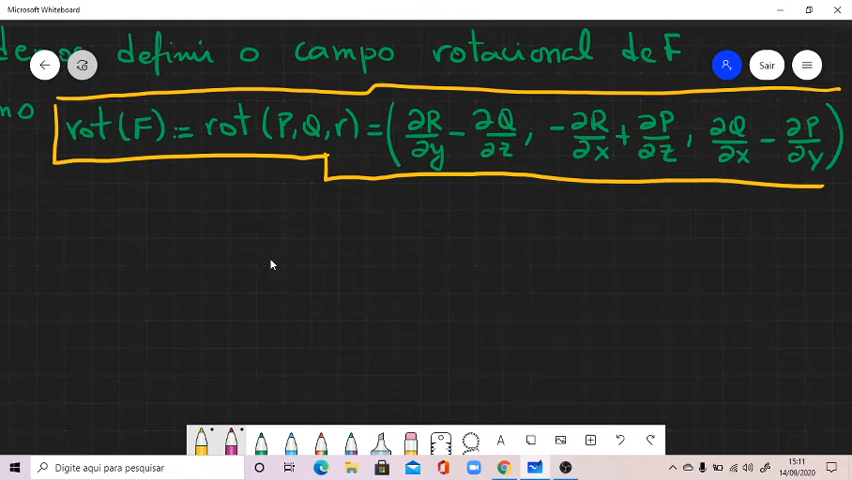 Microsoft Whiteboard
demos definir o campo rotacional de F
Sair
mo rot(F) := rot(P,Q,r) = (∂R/∂y − ∂Q/∂z, −∂R/∂x + ∂P/∂z, ∂Q/∂x − ∂P/∂y)
Digite aqui para pesquisar
15:11
14/09/2020